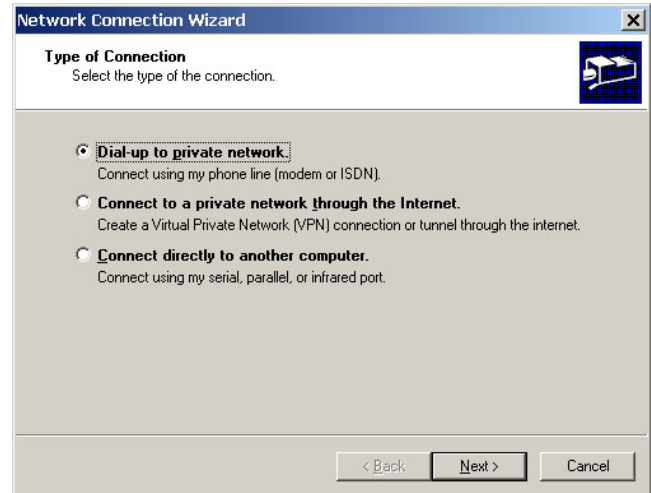 Network Connection Wizard
Type of Connection
Select the type of the connection.
Dial-up to private network.
Connect using my phone line (modem or ISDN).
Connect to a private network through the Internet.
Create a Virtual Private Network (VPN) connection or tunnel through the internet.
Connect directly to another computer.
Connect using my serial, parallel, or infrared port.
< Back Next > Cancel